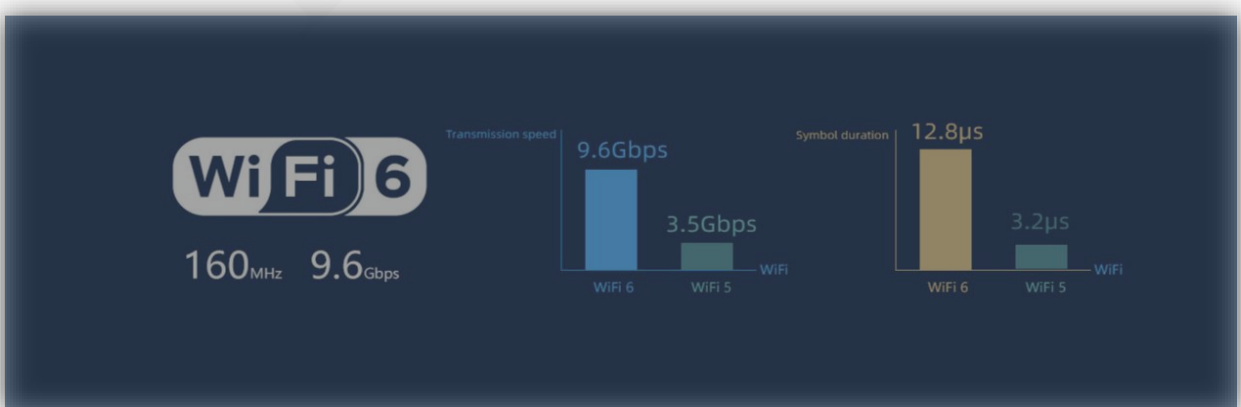 WiFi 6
160MHz 9.6Gbps
Transmission speed
9.6Gbps
3.5Gbps
WiFi
WiFi 6 WiFi 5
Symbol duration
12.8μs
3.2μs
WiFi
WiFi 6 WiFi 5